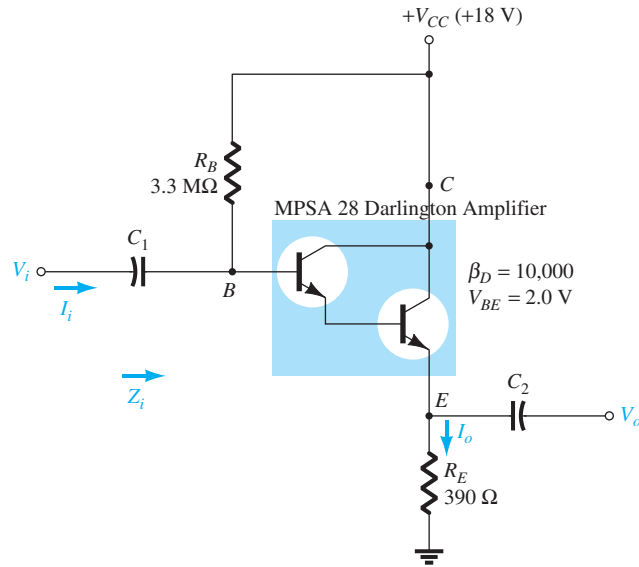 +V_CC (+18 V)
R_B
3.3 MΩ
C
MPSA 28 Darlington Amplifier
C_1
V_i
B
I_i
β_D = 10,000
V_BE = 2.0 V
Z_i
E
C_2
V_o
I_o
R_E
390 Ω